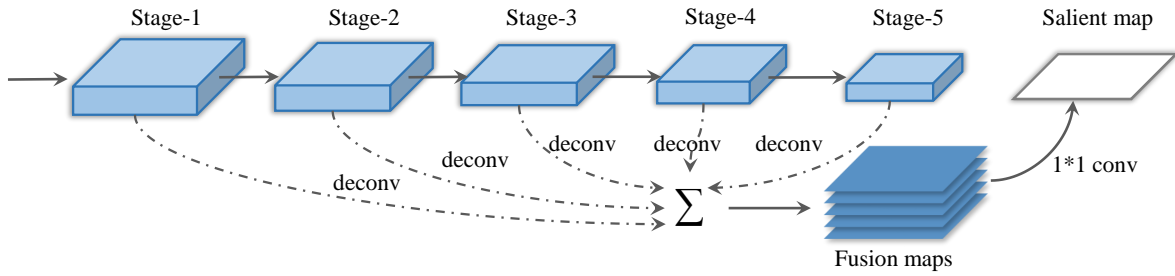 Stage-1
Stage-2
Stage-3
Stage-4
Stage-5
Salient map
deconv
deconv
deconv
deconv
deconv
1*1 conv
∑
Fusion maps